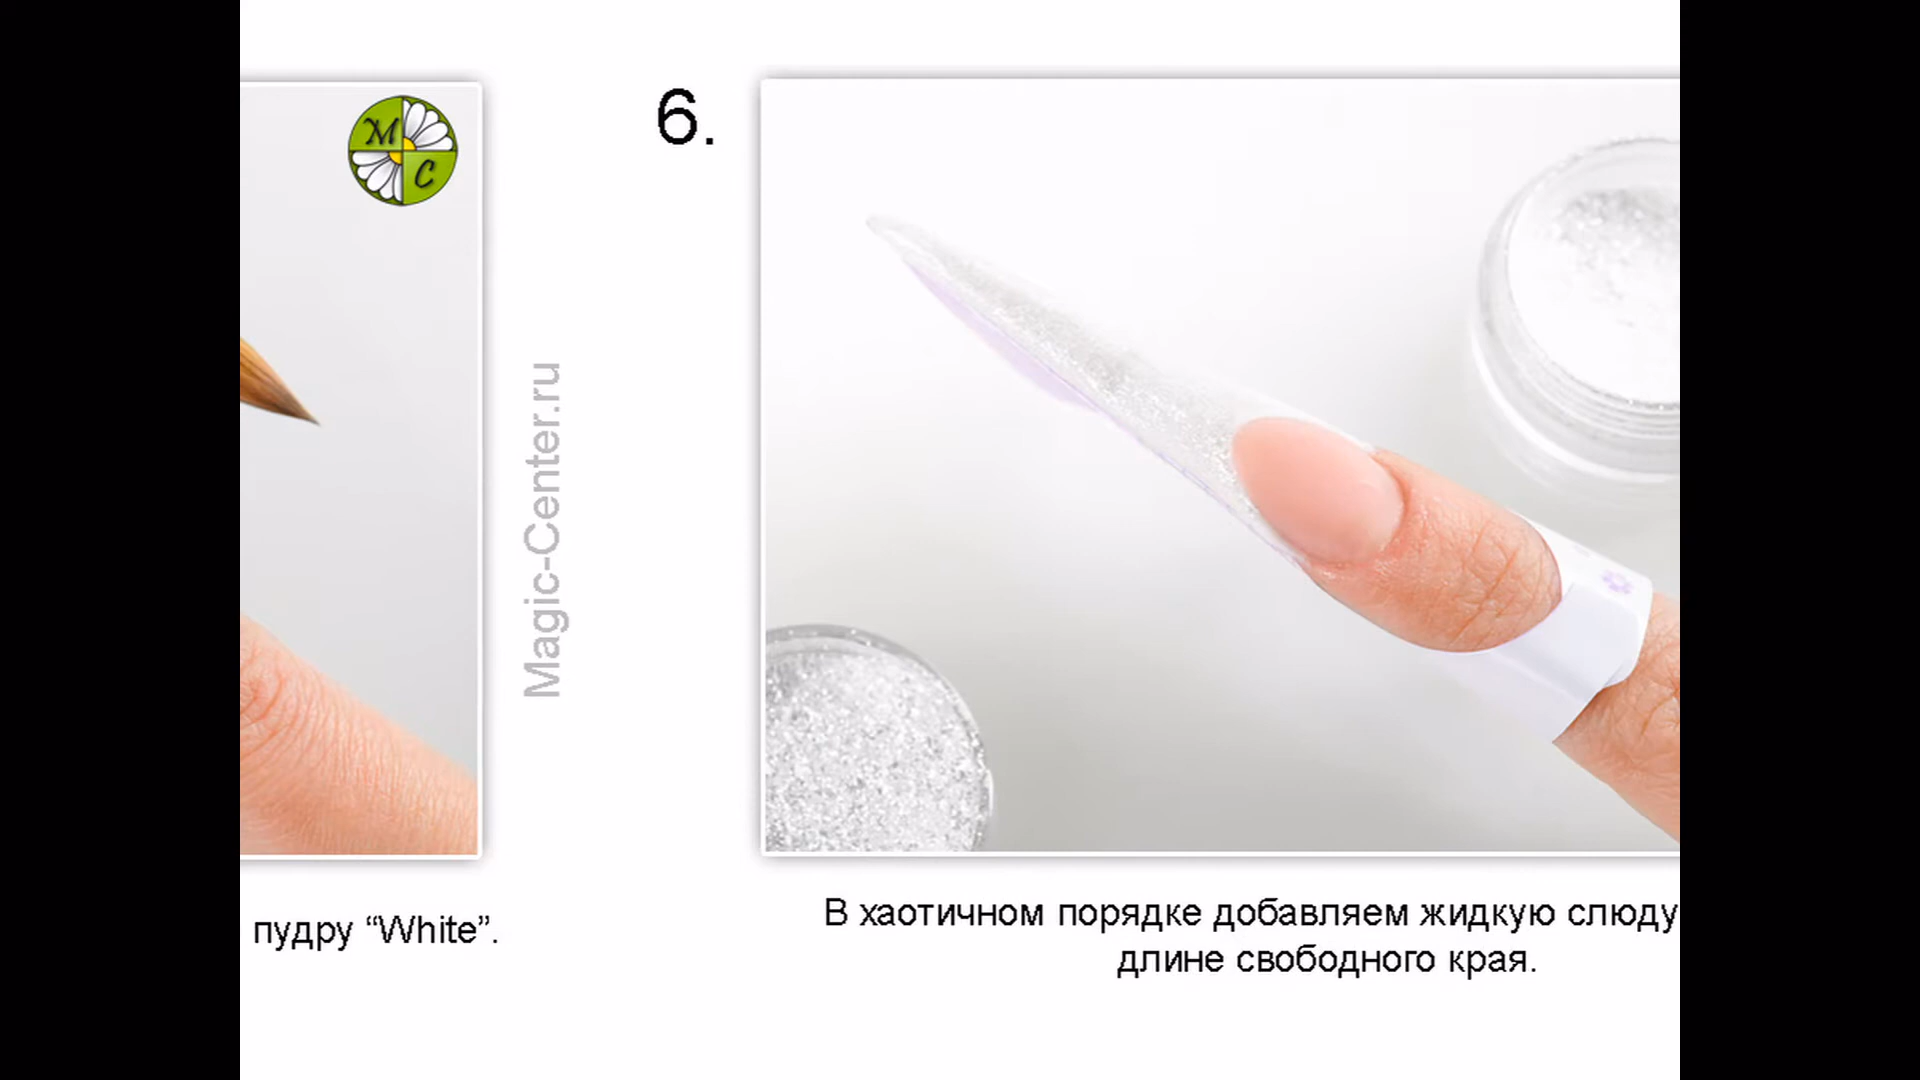 M
C
Magic-Center.ru
пудру “White”.
6.
В хаотичном порядке добавляем жидкую слюду
длине свободного края.